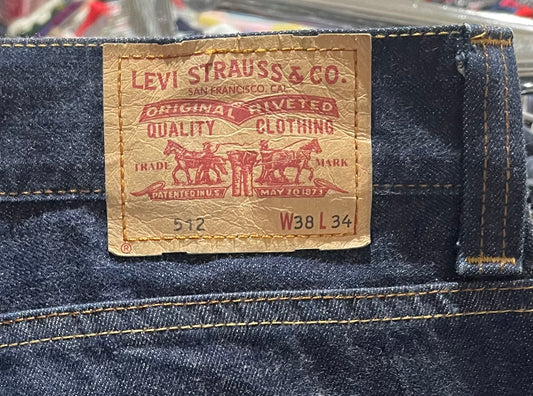 LEVI STRAUSS & CO.
SAN FRANCISCO, CAL.
ORIGINAL RIVETED
QUALITY CLOTHING
TRADE MARK
PATENTED IN U.S. MAY 20 1873
512 W38 L 34
®